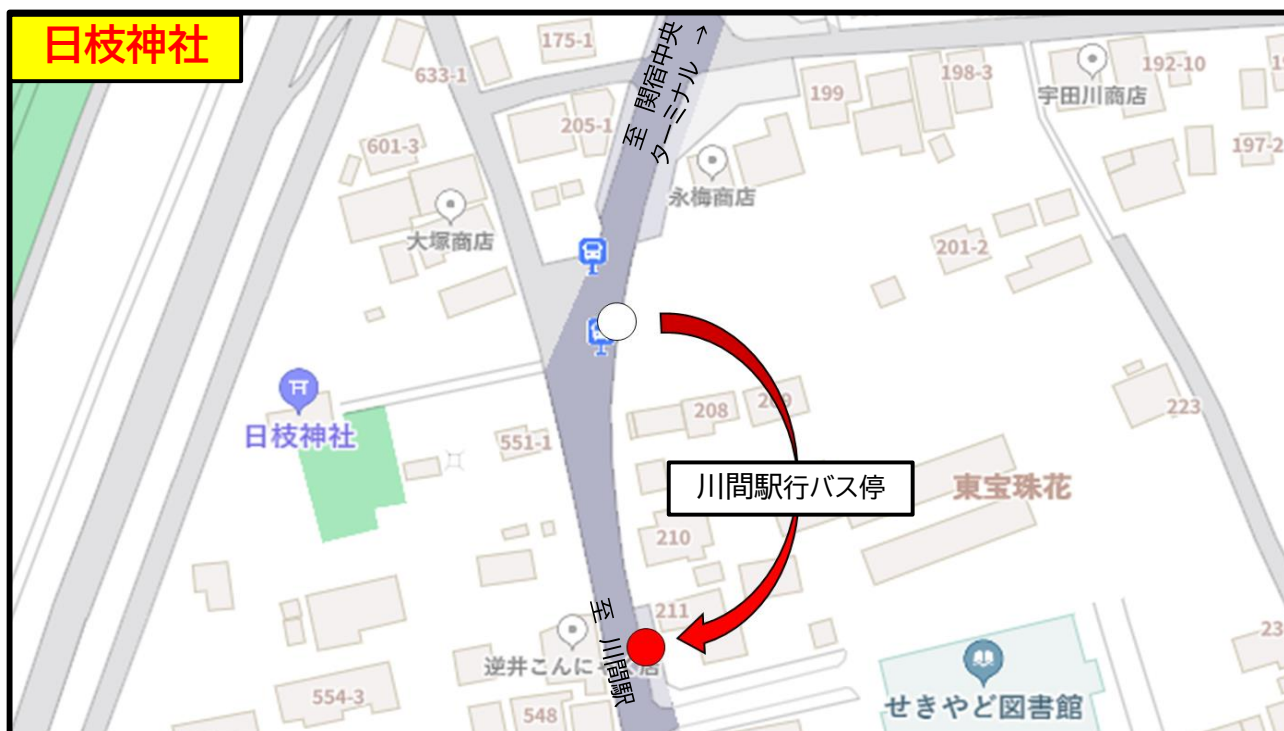 日枝神社
175-1
633-1
至 関宿中央
ターミナル →
199
198-3
192-10
宇田川商店
205-1
601-3
197-2
永梅商店
大塚商店
201-2
日枝神社
208
209
223
551-1
川間駅行バス停
東宝珠花
210
211
至 川間駅
逆井こんに
店
554-3
548
せきやど図書館